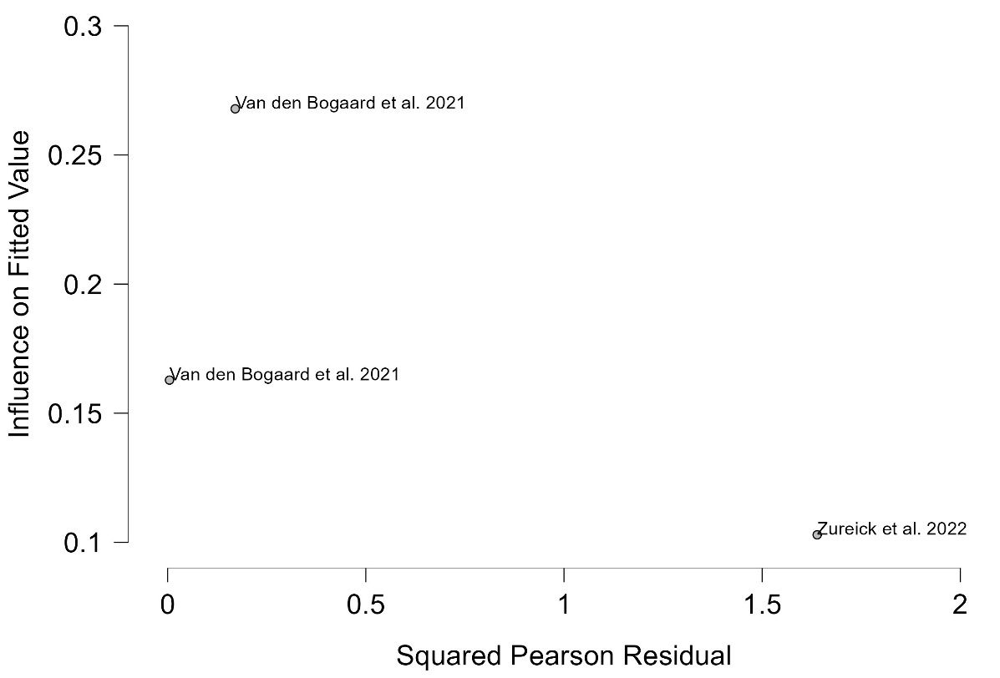 0.3
0.25
0.2
0.15
0.1
Influence on Fitted Value
Van den Bogaard et al. 2021
Van den Bogaard et al. 2021
Zureick et al. 2022
0 0.5 1 1.5 2
Squared Pearson Residual